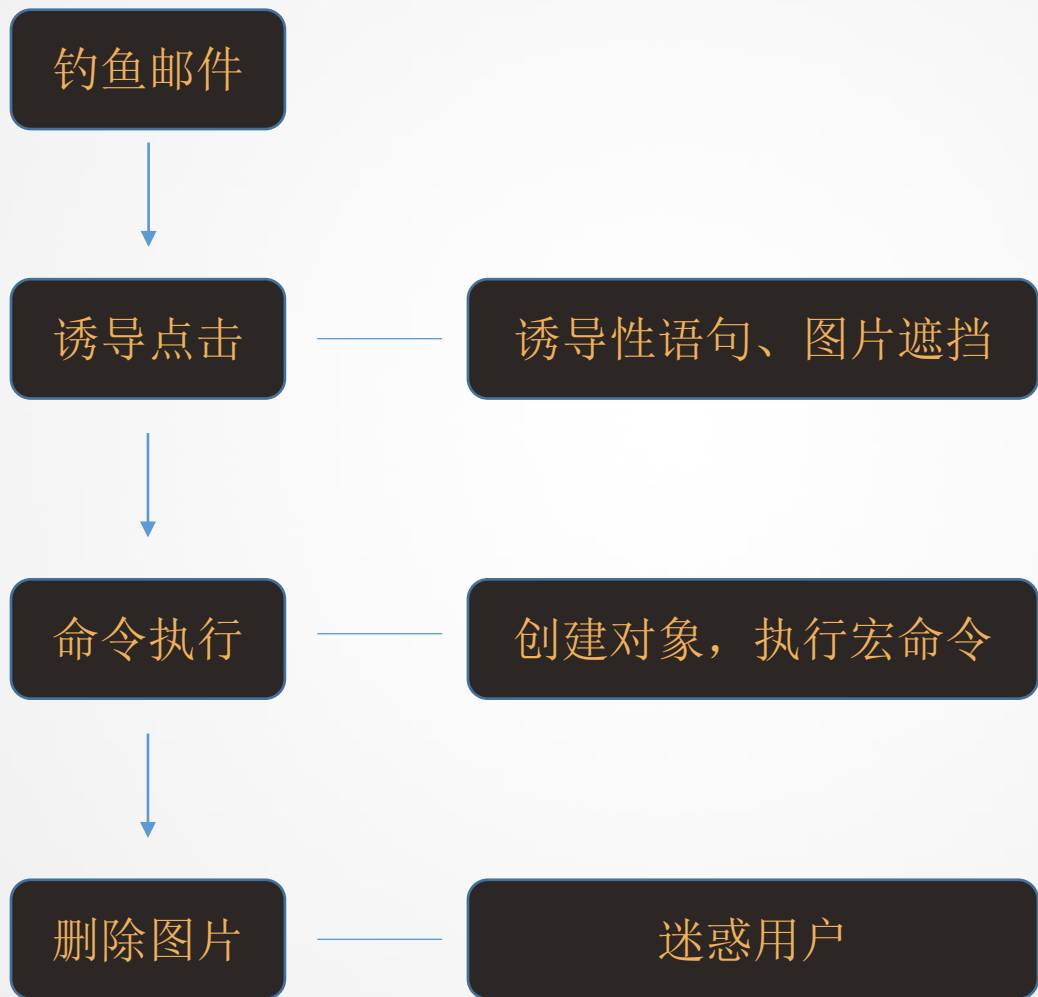 钓鱼邮件
诱导点击
诱导性语句、图片遮挡
命令执行
创建对象，执行宏命令
删除图片
迷惑用户